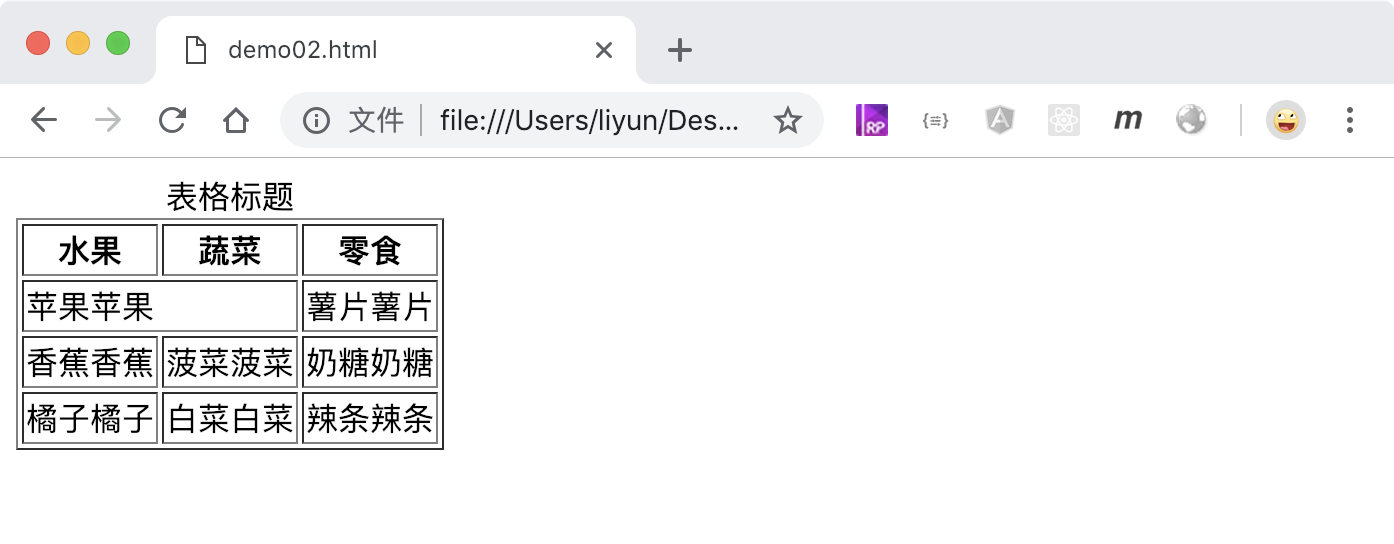 demo02.html
文件 file:///Users/liyun/Des...
RP
m
表格标题
水果 蔬菜 零食
苹果苹果 薯片薯片
香蕉香蕉 菠菜菠菜 奶糖奶糖
橘子橘子 白菜白菜 辣条辣条